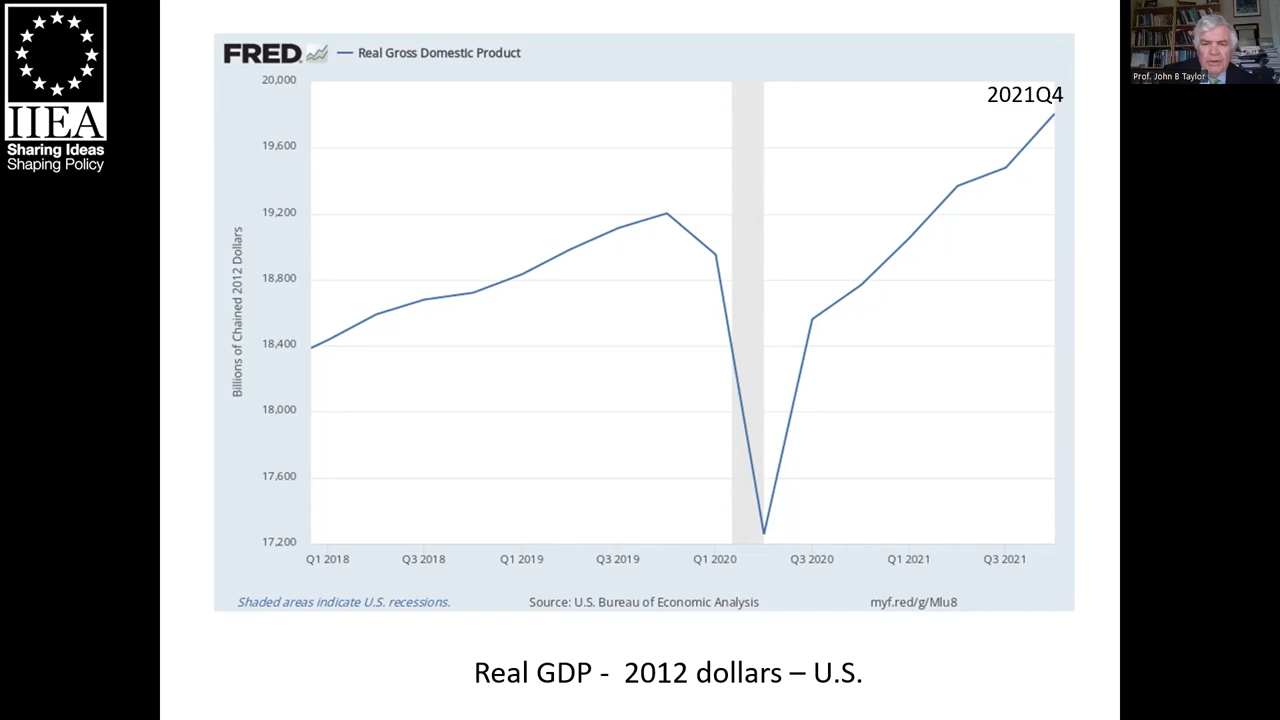 IIEA
Sharing Ideas
Shaping Policy
FRED
Real Gross Domestic Product
2021Q4
Prof. John B Taylor
Billions of Chained 2012 Dollars
20,000
19,600
19,200
18,800
18,400
18,000
17,600
17,200
Q1 2018
Q3 2018
Q1 2019
Q3 2019
Q1 2020
Q3 2020
Q1 2021
Q3 2021
Shaded areas indicate U.S. recessions.
Source: U.S. Bureau of Economic Analysis
myf.red/g/Mlu8
Real GDP - 2012 dollars – U.S.